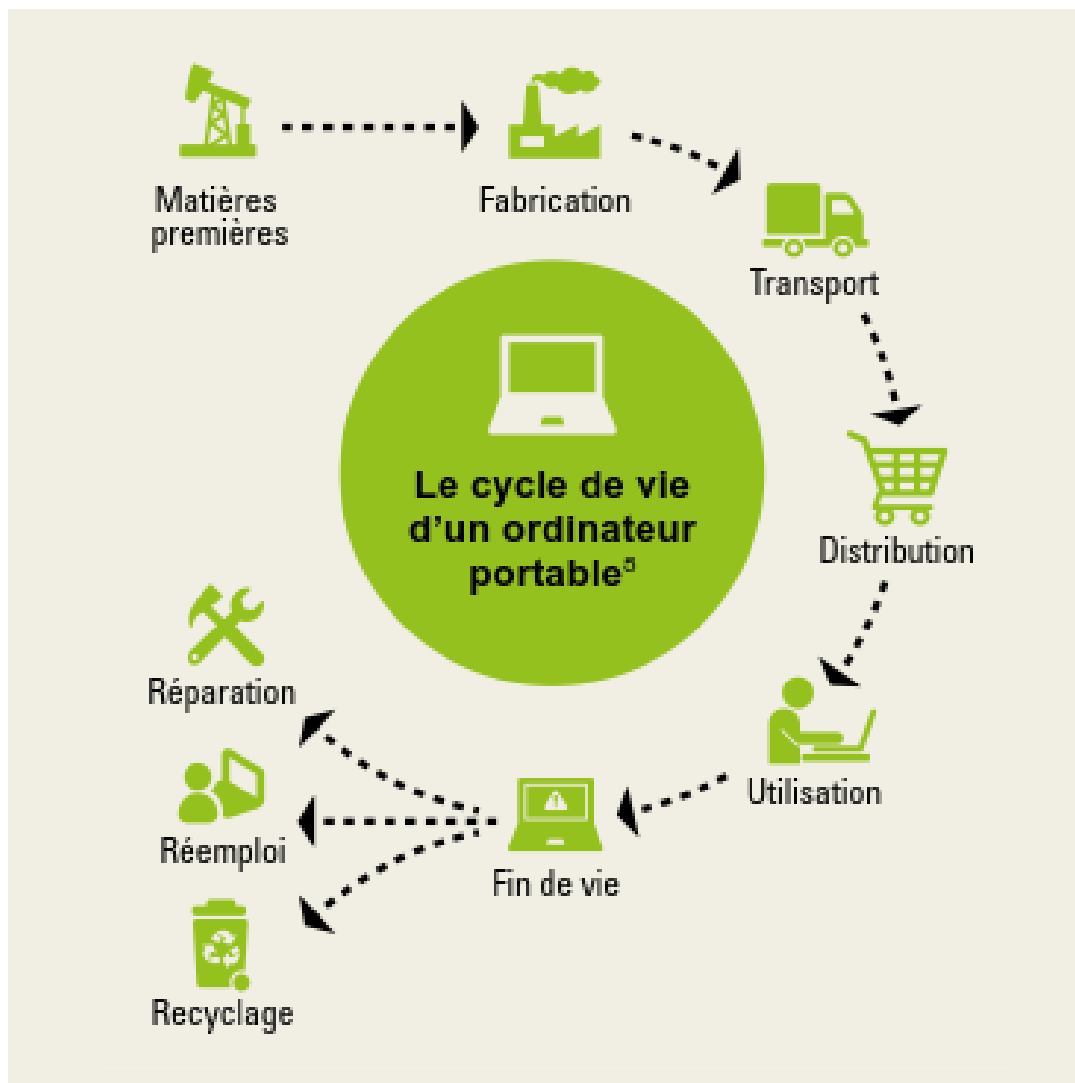 Matières
premières
Fabrication
Transport
Le cycle de vie
d'un ordinateur
portable⁵
Distribution
Utilisation
Fin de vie
Réparation
Réemploi
Recyclage